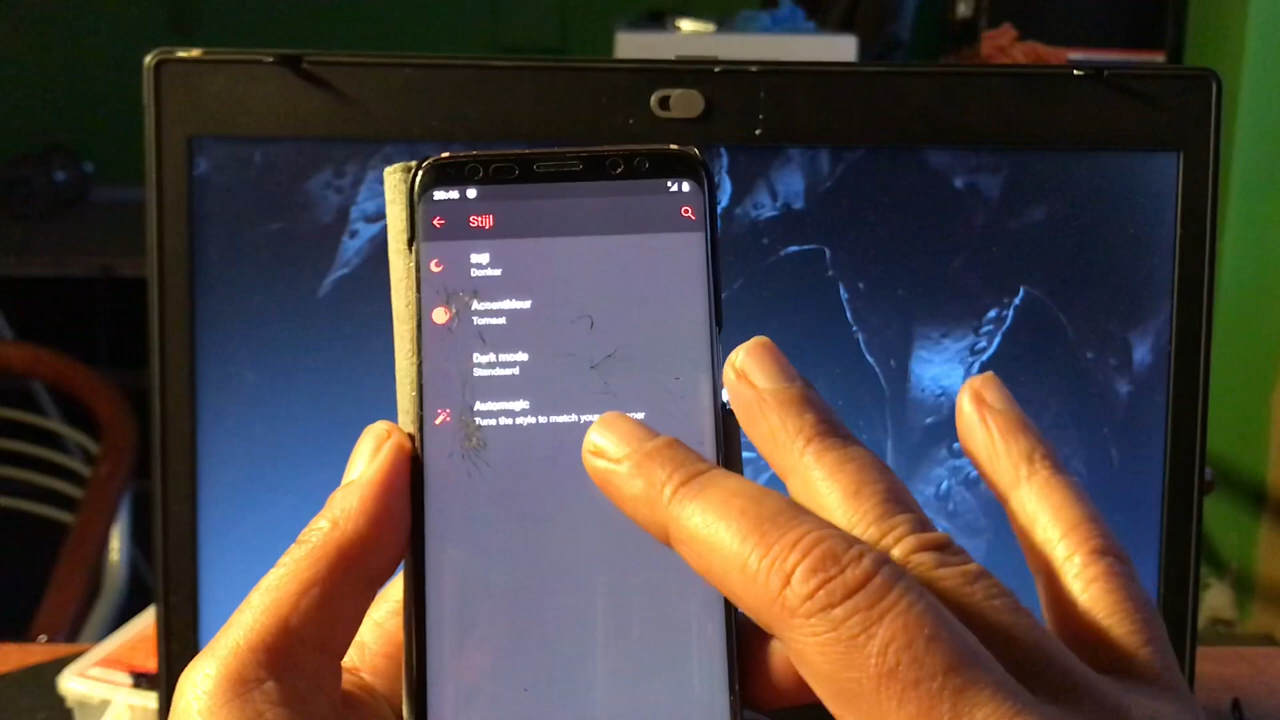 20:46
Stijl
Stijl
Donker
Accentkleur
Tomaat
Dark mode
Standaard
Automagic
Tune the style to match your